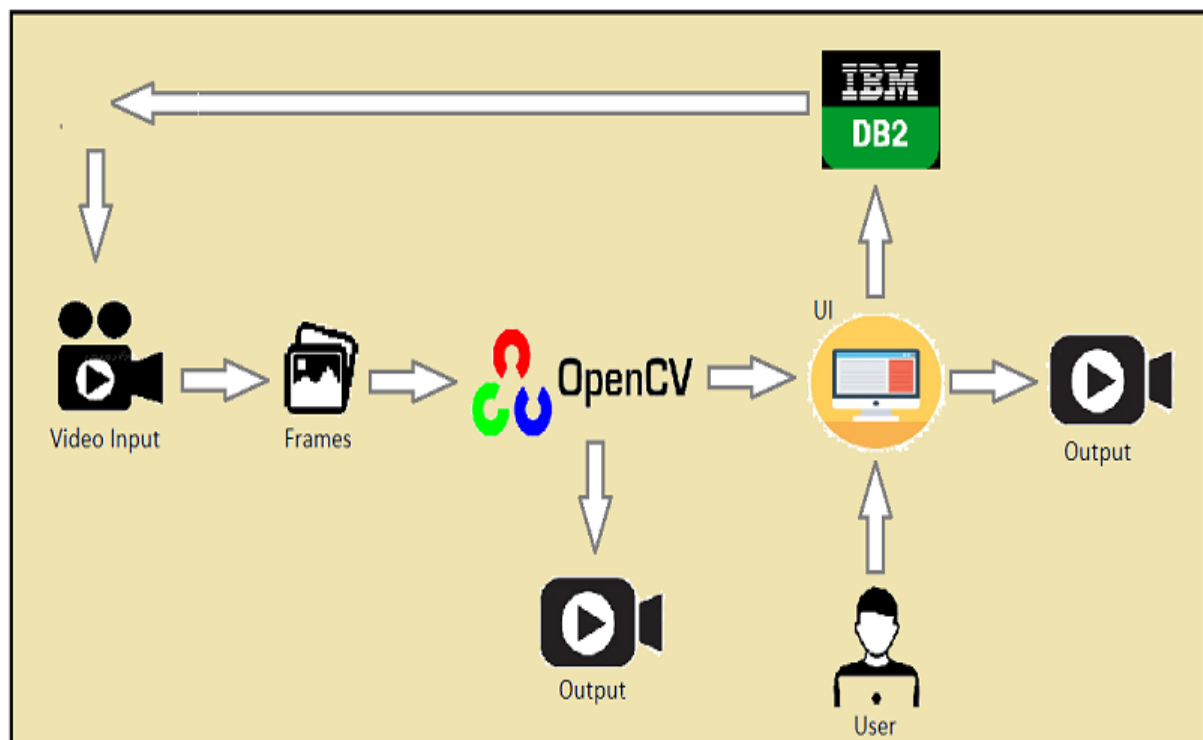 IBM
DB2
UI
OpenCV
Video Input
Frames
Output
Output
User